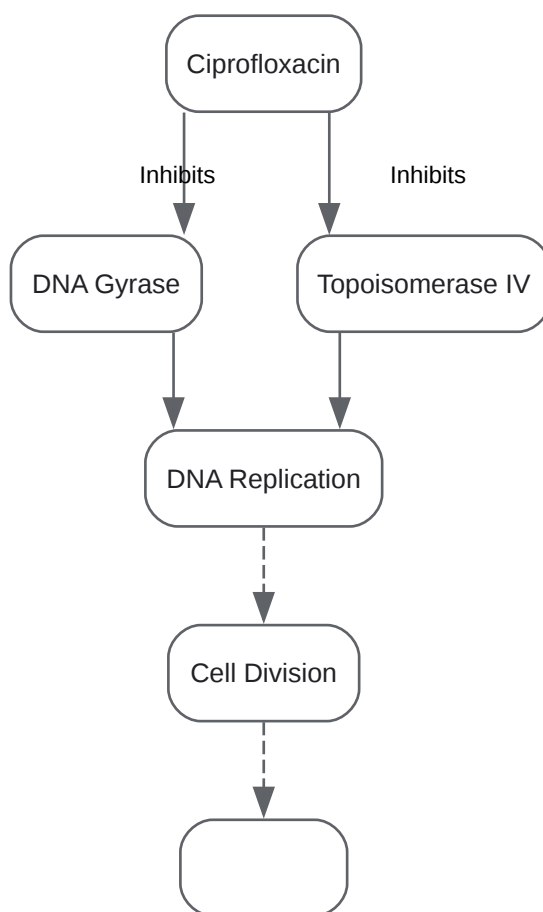 Ciprofloxacin
Inhibits
Inhibits
DNA Gyrase
Topoisomerase IV
DNA Replication
Cell Division